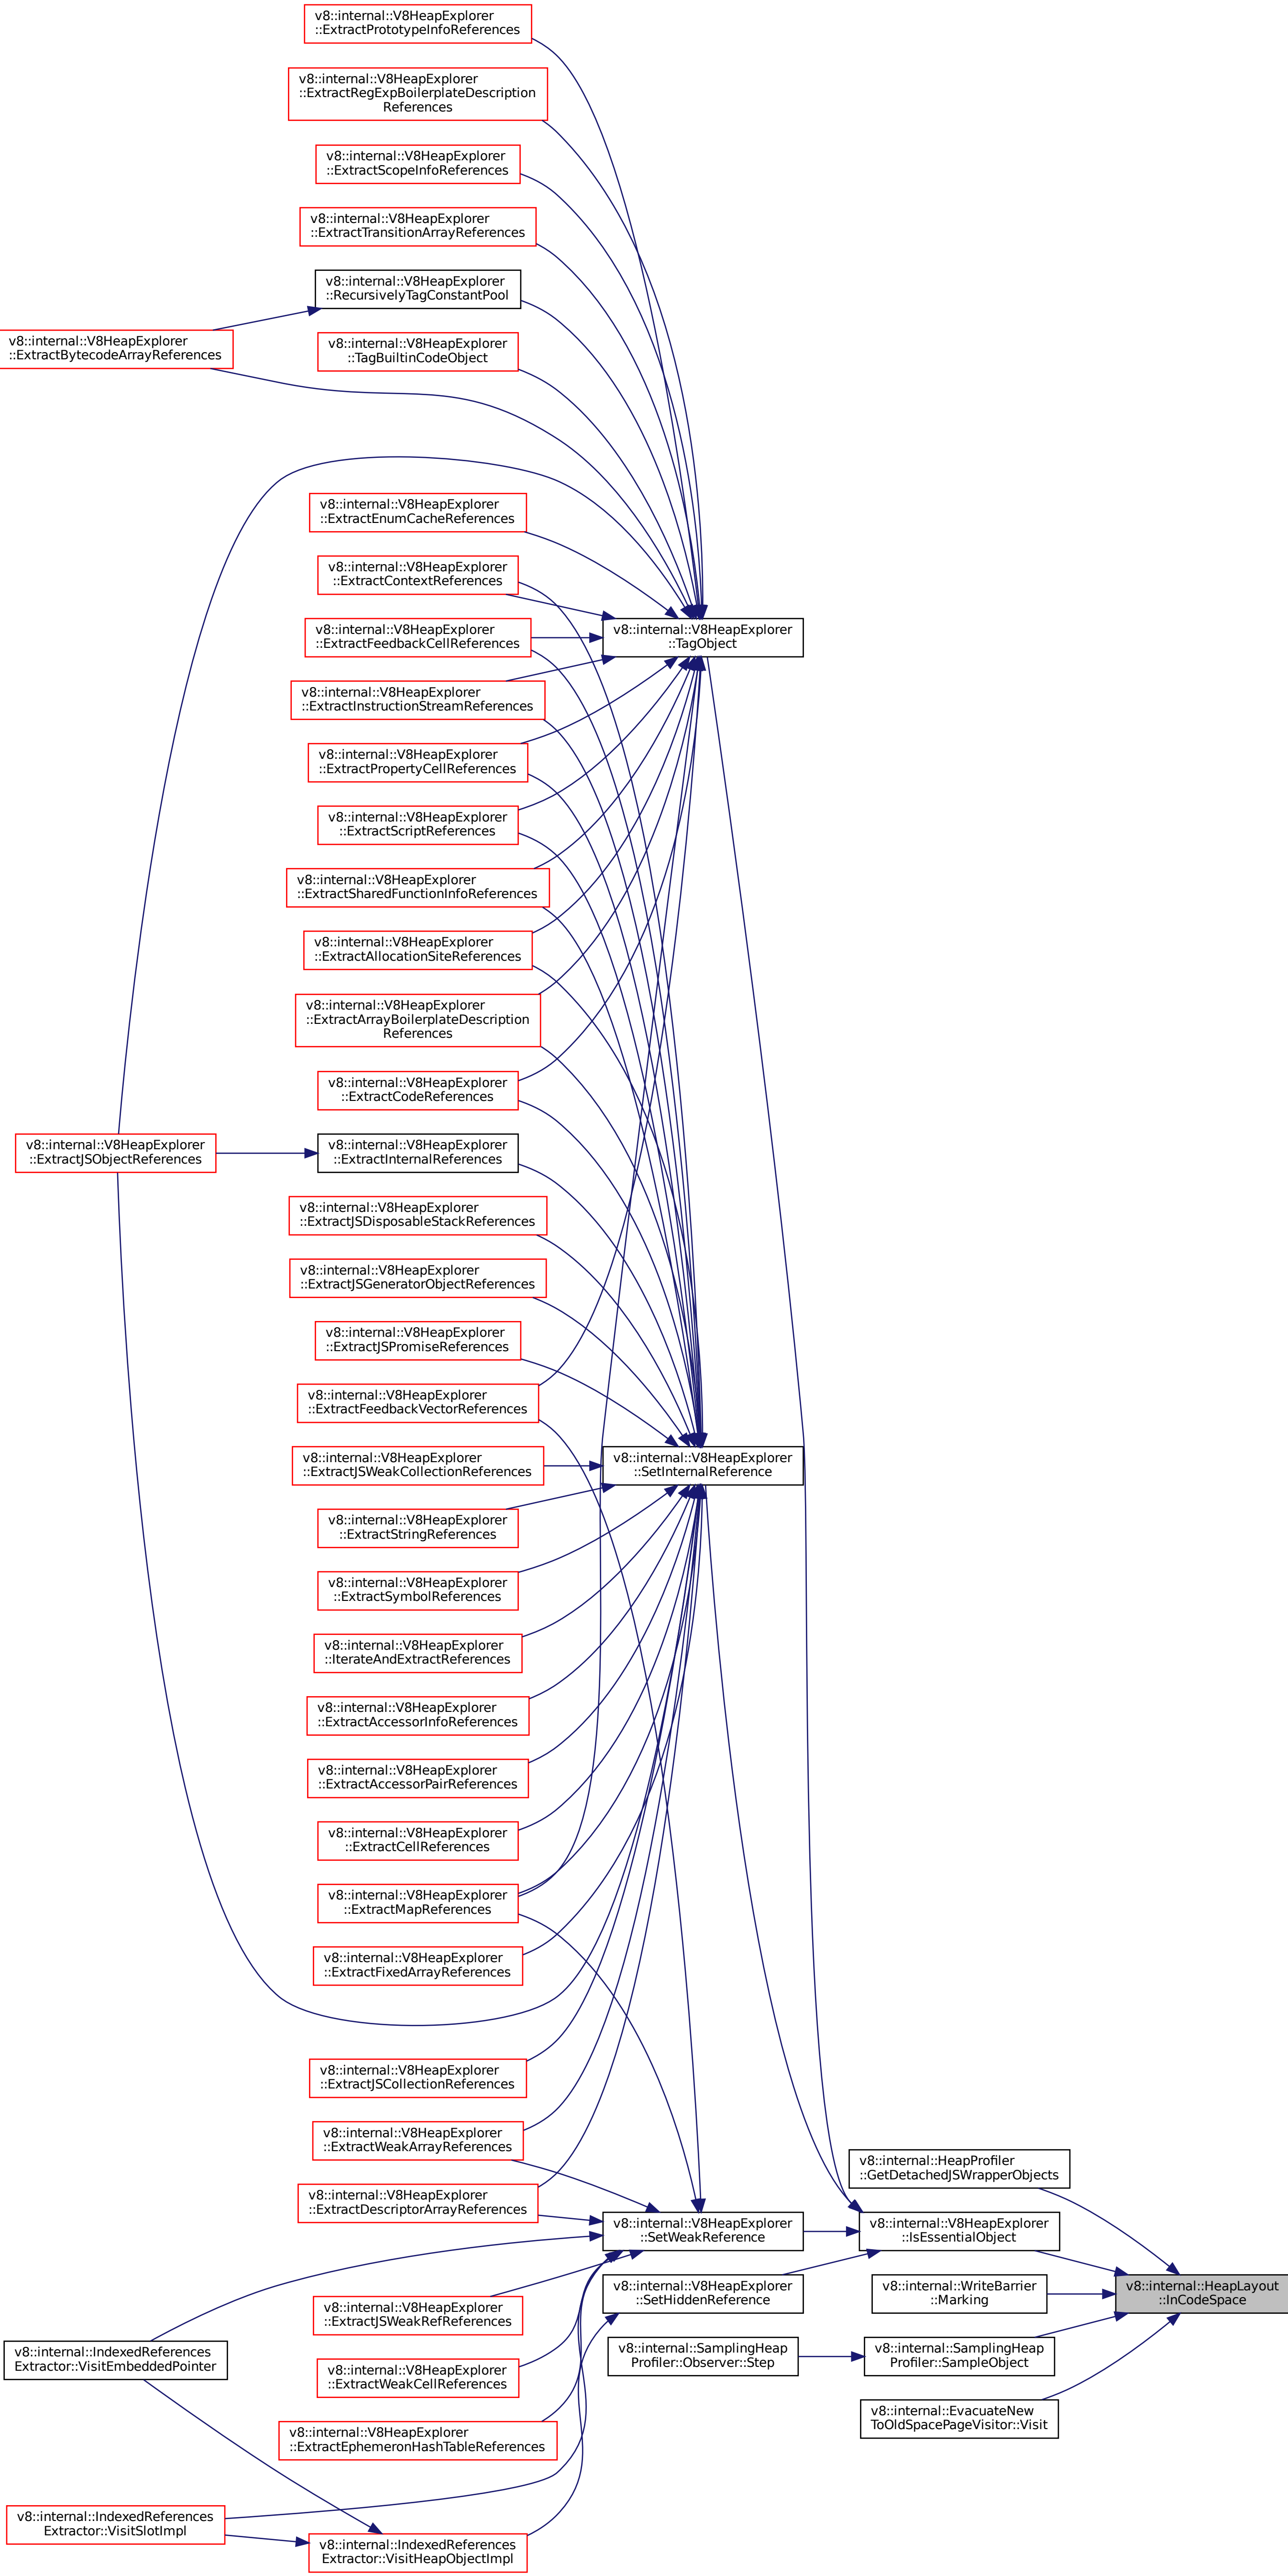 v8::internal::V8HeapExplorer
::ExtractPrototypeInfoReferences
v8::internal::V8HeapExplorer
::ExtractRegExpBoilerplateDescription
References
v8::internal::V8HeapExplorer
::ExtractScopeInfoReferences
v8::internal::V8HeapExplorer
::ExtractTransitionArrayReferences
v8::internal::V8HeapExplorer
::RecursivelyTagConstantPool
v8::internal::V8HeapExplorer
::ExtractBytecodeArrayReferences
v8::internal::V8HeapExplorer
::TagBuiltinCodeObject
v8::internal::V8HeapExplorer
::ExtractEnumCacheReferences
v8::internal::V8HeapExplorer
::ExtractContextReferences
v8::internal::V8HeapExplorer
::ExtractFeedbackCellReferences
v8::internal::V8HeapExplorer
::TagObject
v8::internal::V8HeapExplorer
::ExtractInstructionStreamReferences
v8::internal::V8HeapExplorer
::ExtractPropertyCellReferences
v8::internal::V8HeapExplorer
::ExtractScriptReferences
v8::internal::V8HeapExplorer
::ExtractSharedFunctionInfoReferences
v8::internal::V8HeapExplorer
::ExtractAllocationSiteReferences
v8::internal::V8HeapExplorer
::ExtractArrayBoilerplateDescription
References
v8::internal::V8HeapExplorer
::ExtractCodeReferences
v8::internal::V8HeapExplorer
::ExtractJSObjectReferences
v8::internal::V8HeapExplorer
::ExtractInternalReferences
v8::internal::V8HeapExplorer
::ExtractJSDisposableStackReferences
v8::internal::V8HeapExplorer
::ExtractJSGeneratorObjectReferences
v8::internal::V8HeapExplorer
::ExtractJSPromiseReferences
v8::internal::V8HeapExplorer
::ExtractFeedbackVectorReferences
v8::internal::V8HeapExplorer
::ExtractJSWeakCollectionReferences
v8::internal::V8HeapExplorer
::SetInternalReference
v8::internal::V8HeapExplorer
::ExtractStringReferences
v8::internal::V8HeapExplorer
::ExtractSymbolReferences
v8::internal::V8HeapExplorer
::IterateAndExtractReferences
v8::internal::V8HeapExplorer
::ExtractAccessorInfoReferences
v8::internal::V8HeapExplorer
::ExtractAccessorPairReferences
v8::internal::V8HeapExplorer
::ExtractCellReferences
v8::internal::V8HeapExplorer
::ExtractMapReferences
v8::internal::V8HeapExplorer
::ExtractFixedArrayReferences
v8::internal::V8HeapExplorer
::ExtractJSCollectionReferences
v8::internal::V8HeapExplorer
::ExtractWeakArrayReferences
v8::internal::HeapProfiler
::GetDetachedJSWrapperObjects
v8::internal::V8HeapExplorer
::ExtractDescriptorArrayReferences
v8::internal::V8HeapExplorer
::SetWeakReference
v8::internal::V8HeapExplorer
::IsEssentialObject
v8::internal::V8HeapExplorer
::SetHiddenReference
v8::internal::WriteBarrier
::Marking
v8::internal::HeapLayout
::InCodeSpace
v8::internal::V8HeapExplorer
::ExtractJSWeakRefReferences
v8::internal::IndexedReferences
Extractor::VisitEmbeddedPointer
v8::internal::SamplingHeap
Profiler::Observer::Step
v8::internal::SamplingHeap
Profiler::SampleObject
v8::internal::V8HeapExplorer
::ExtractWeakCellReferences
v8::internal::EvacuateNew
ToOldSpacePageVisitor::Visit
v8::internal::V8HeapExplorer
::ExtractEphemeronHashTableReferences
v8::internal::IndexedReferences
Extractor::VisitSlotImpl
v8::internal::IndexedReferences
Extractor::VisitHeapObjectImpl